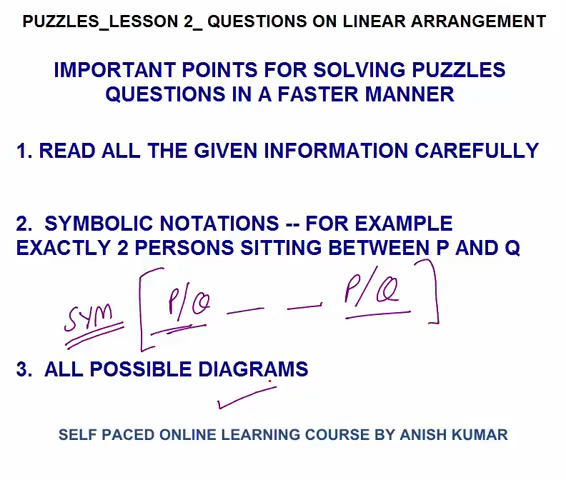 PUZZLES_LESSON 2_ QUESTIONS ON LINEAR ARRANGEMENT
IMPORTANT POINTS FOR SOLVING PUZZLES
QUESTIONS IN A FASTER MANNER
1. READ ALL THE GIVEN INFORMATION CAREFULLY
2. SYMBOLIC NOTATIONS -- FOR EXAMPLE
EXACTLY 2 PERSONS SITTING BETWEEN P AND Q
SYM [ P/Q _ _ P/Q ]
3. ALL POSSIBLE DIAGRAMS
SELF PACED ONLINE LEARNING COURSE BY ANISH KUMAR